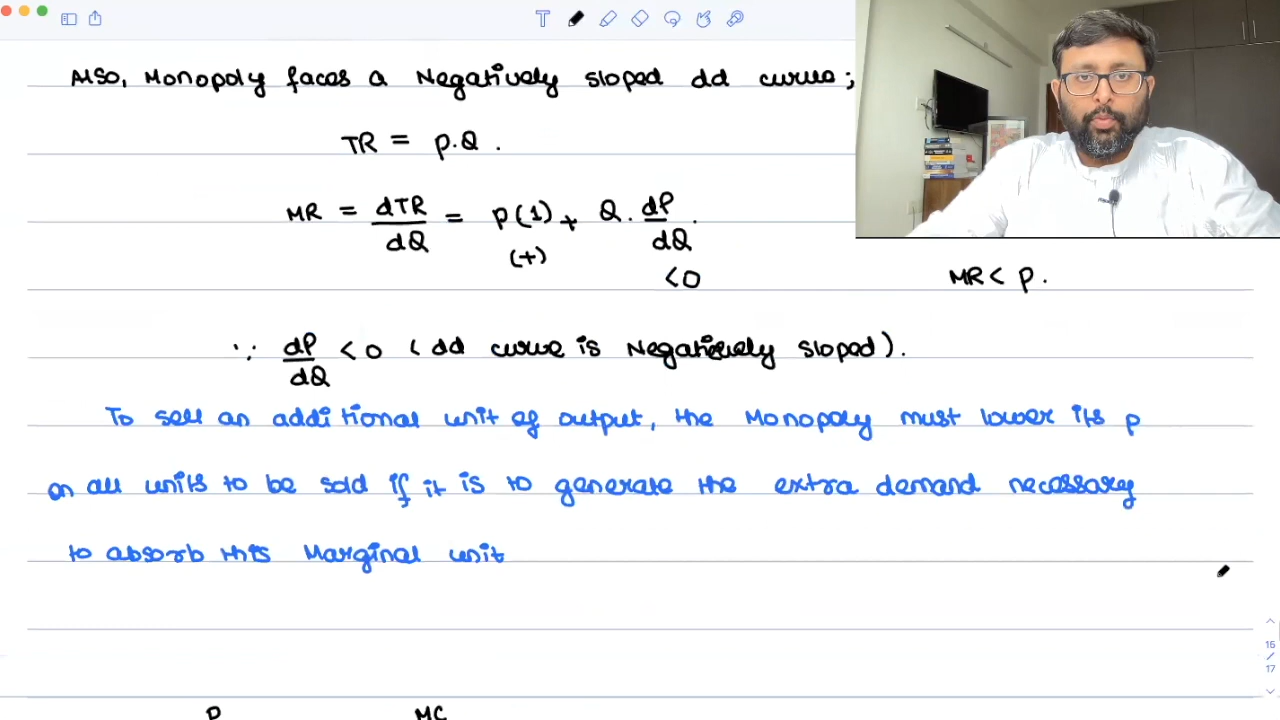 Also, Monopoly faces a Negatively sloped dd curve;
TR = p.Q.
MR = dTR/dQ = p(1) + Q.dP/dQ.
(+)
<0
MR < p.
∵ dP/dQ < 0 (dd curve is Negatively sloped).
To sell an additional unit of output, the Monopoly must lower its p
on all units to be sold if it is to generate the extra demand necessary
to absorb this Marginal unit
P MC
15
/
17